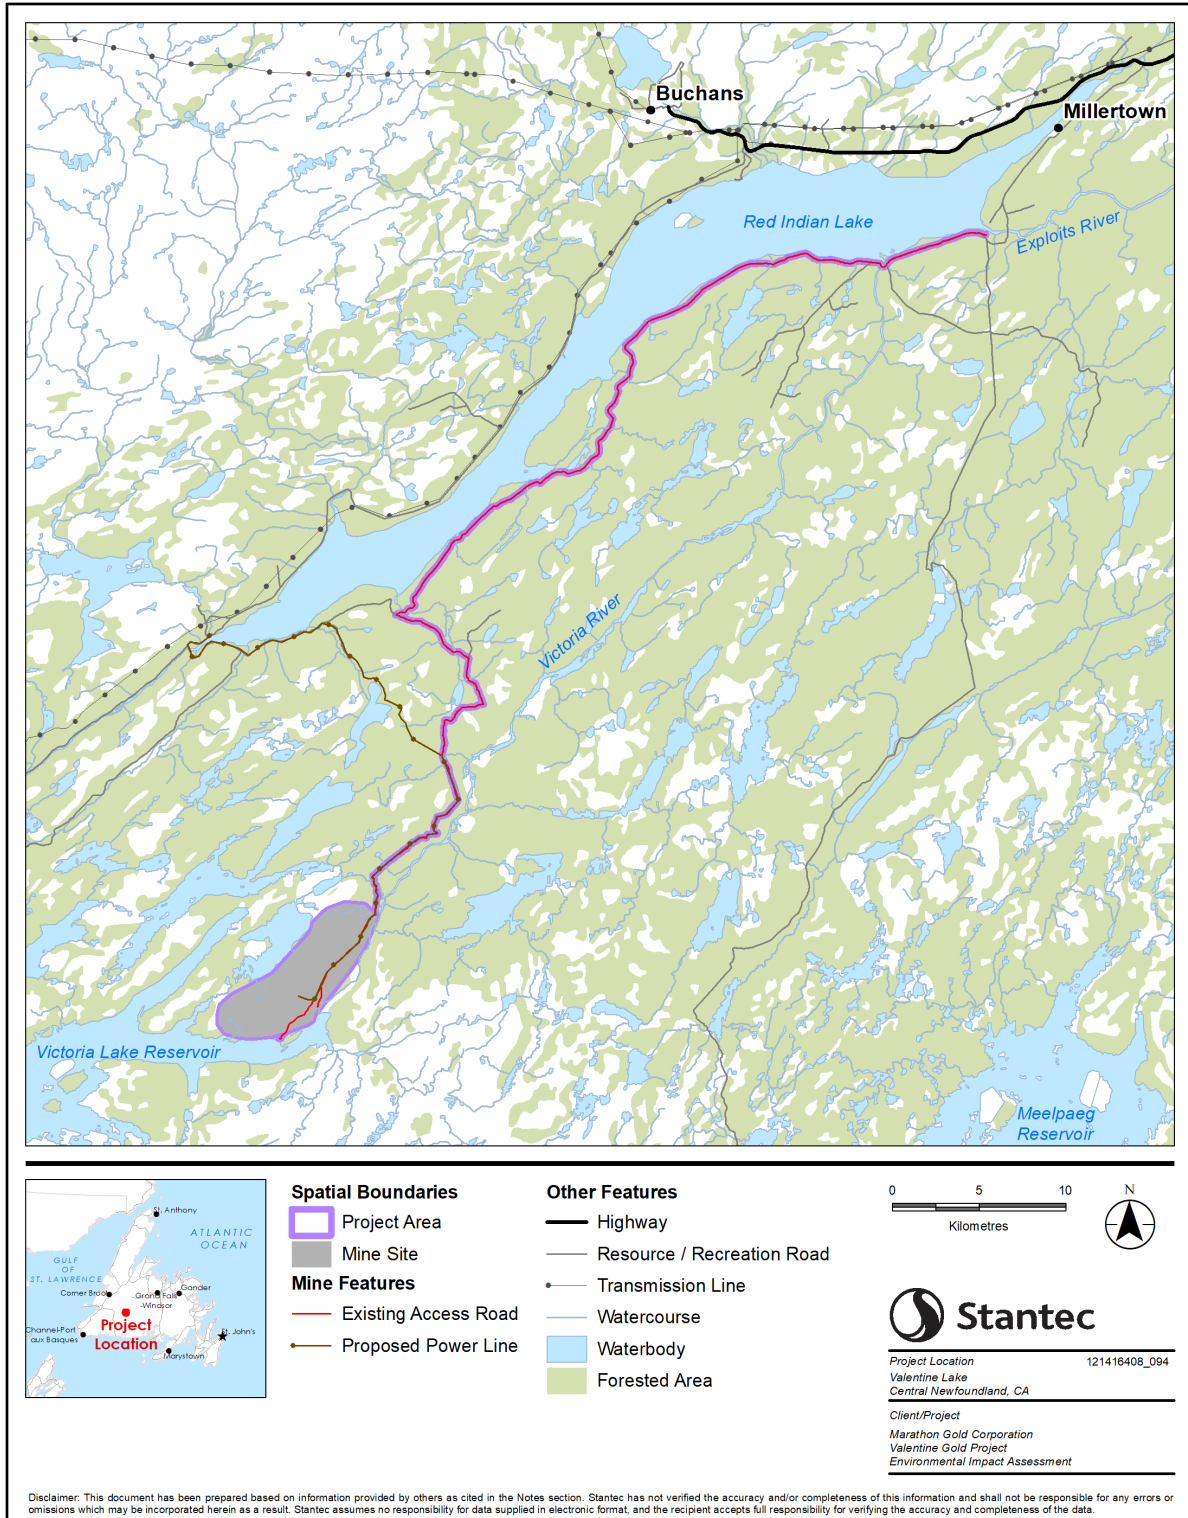 Buchans
Millertown
Red Indian Lake
Exploits River
Victoria River
Victoria Lake Reservoir
Meelpaeg
Reservoir
St. Anthony
ATLANTIC
OCEAN
GULF
OF
ST. LAWRENCE
Corner Brook
Grand Falls
-Windsor
Gander
Project
Location
Channel-Port
aux Basques
St. John's
Marystown
Spatial Boundaries
Project Area
Mine Site
Mine Features
Existing Access Road
Proposed Power Line
Other Features
Highway
Resource / Recreation Road
Transmission Line
Watercourse
Waterbody
Forested Area
0 5 10
Kilometres
N
Stantec
Project Location 121416408_094
Valentine Lake
Central Newfoundland, CA
Client/Project
Marathon Gold Corporation
Valentine Gold Project
Environmental Impact Assessment
Disclaimer: This document has been prepared based on information provided by others as cited in the Notes section. Stantec has not verified the accuracy and/or completeness of this information and shall not be responsible for any errors or
omissions which may be incorporated herein as a result. Stantec assumes no responsibility for data supplied in electronic format, and the recipient accepts full responsibility for verifying the accuracy and completeness of the data.